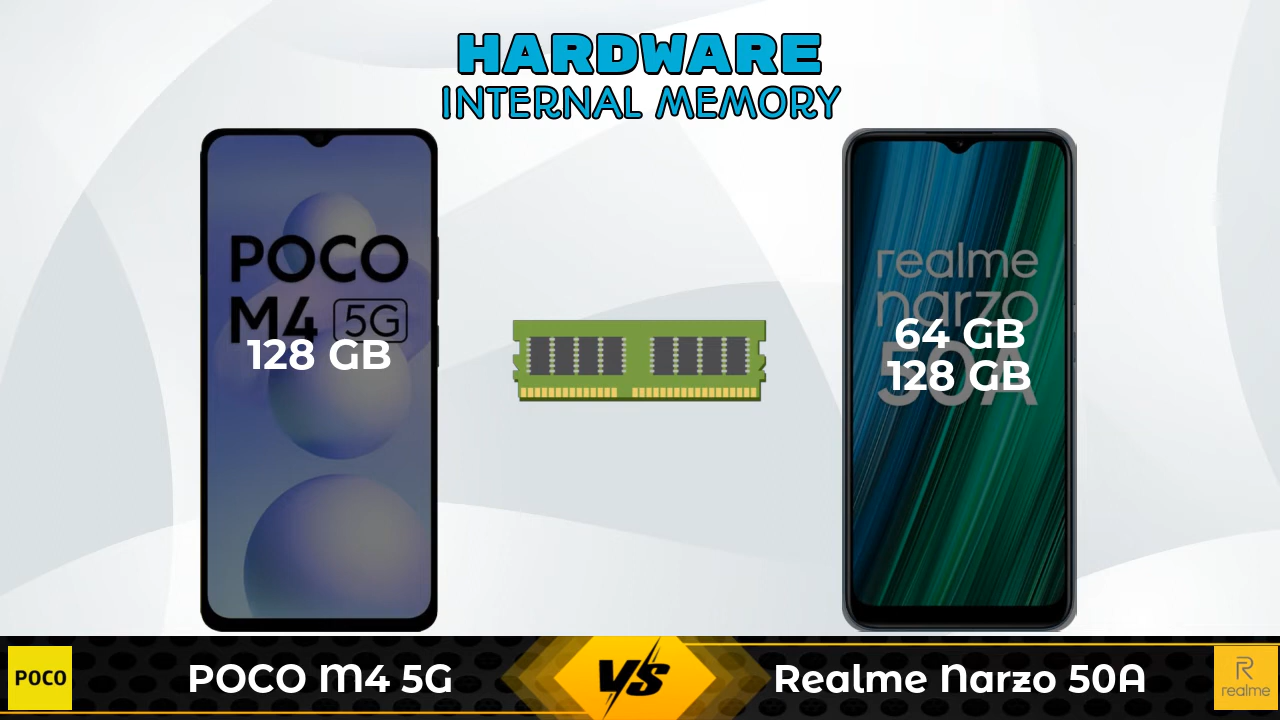 HARDWARE
INTERNAL MEMORY
POCO
M4 5G
128 GB
realme
narzo
50A
64 GB
128 GB
POCO
POCO M4 5G
VS
Realme Narzo 50A
R
realme